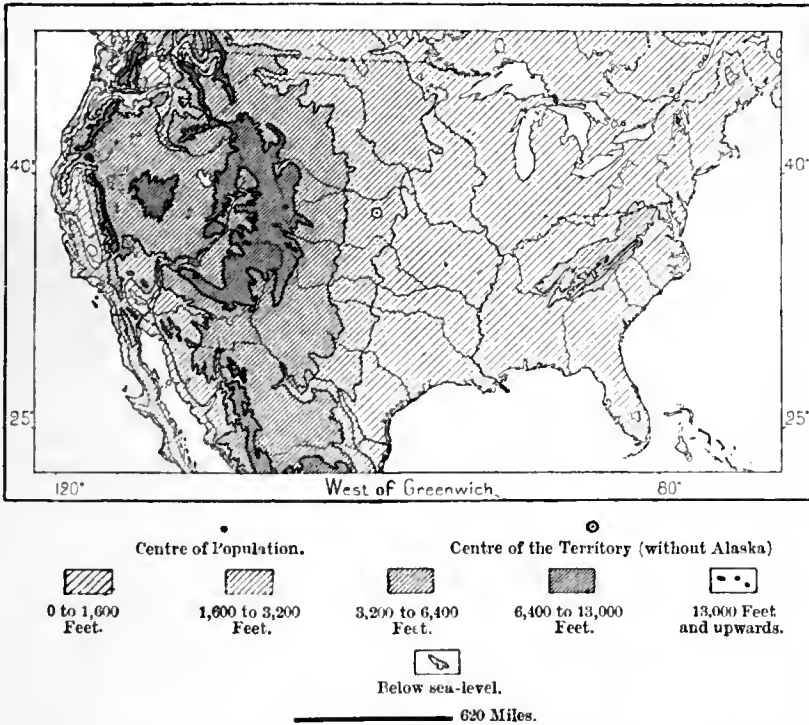 40° 40°
25° 25°
120° West of Greenwich. 80°
Centre of Population. Centre of the Territory (without Alaska)
0 to 1,600 1,600 to 3,200 3,200 to 6,400 6,400 to 13,000 13,000 Feet
Feet. Feet. Feet. Feet. and upwards.
Below sea-level.
620 Miles.